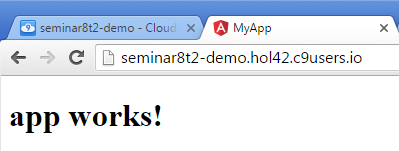 seminar8t2-demo - Cloud
MyApp
seminar8t2-demo.hol42.c9users.io
app works!